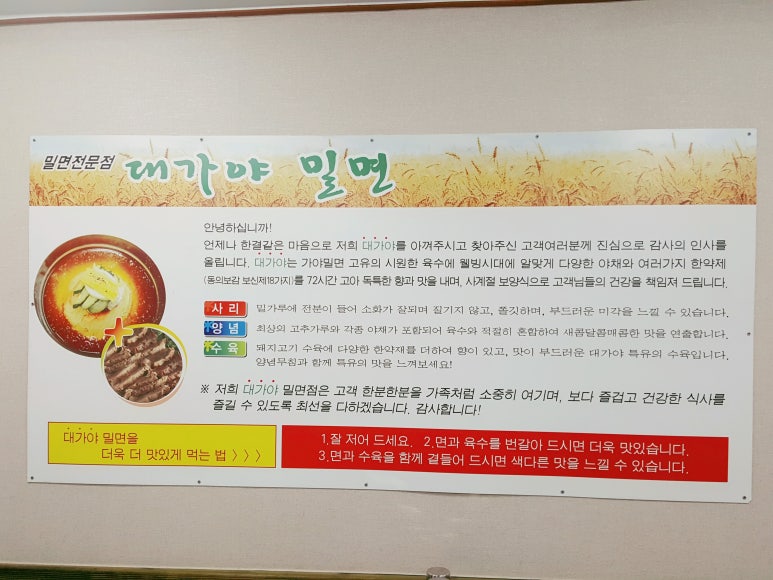 밀면전문점 대가야 밀면
안녕하십니까!
언제나 한결같은 마음으로 저희 대가야를 아껴주시고 찾아주신 고객여러분께 진심으로 감사의 인사를
올립니다. 대가야는 가야밀면 고유의 시원한 육수에 웰빙시대에 알맞게 다양한 야채와 여러가지 한약제
(동의보감 보신제18가지)를 72시간 고아 독특한 향과 맛을 내며, 사계절 보양식으로 고객님들의 건강을 책임져 드립니다.
사리 밀가루에 전분이 들어 소화가 잘되며 질기지 않고, 쫄깃하며, 부드러운 미각을 느낄 수 있습니다.
양념 최상의 고추가루와 각종 야채가 포함되어 육수와 적절히 혼합하여 새콤달콤매콤한 맛을 연출합니다.
수육 돼지고기 수육에 다양한 한약재를 더하여 향이 있고, 맛이 부드러운 대가야 특유의 수육입니다.
양념무침과 함께 특유의 맛을 느껴보세요!
※ 저희 대가야 밀면점은 고객 한분한분을 가족처럼 소중히 여기며, 보다 즐겁고 건강한 식사를
즐길 수 있도록 최선을 다하겠습니다. 감사합니다!
대가야 밀면을
더욱 더 맛있게 먹는 법 〉〉〉
1.잘 저어 드세요. 2.면과 육수를 번갈아 드시면 더욱 맛있습니다.
3.면과 수육을 함께 곁들어 드시면 색다른 맛을 느낄 수 있습니다.